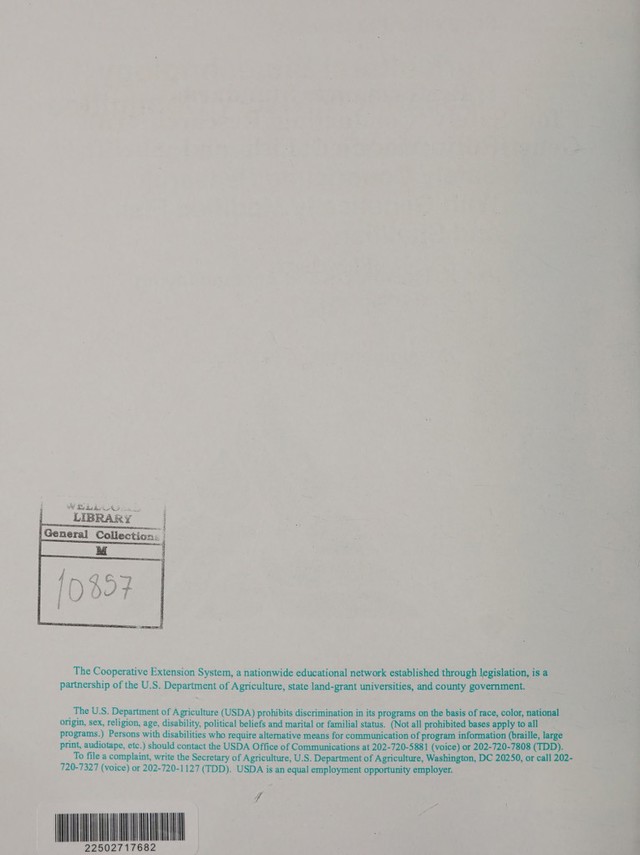 LIBRARY
General Collections
M
10857
The Cooperative Extension System, a nationwide educational network established through legislation, is a
partnership of the U.S. Department of Agriculture, state land-grant universities, and county government.
The U.S. Department of Agriculture (USDA) prohibits discrimination in its programs on the basis of race, color, national
origin, sex, religion, age, disability, political beliefs and marital or familial status. (Not all prohibited bases apply to all
programs.) Persons with disabilities who require alternative means for communication of program information (braille, large
print, audiotape, etc.) should contact the USDA Office of Communications at 202-720-5881 (voice) or 202-720-7808 (TDD).
To file a complaint, write the Secretary of Agriculture, U.S. Department of Agriculture, Washington, DC 20250, or call 202-
720-7327 (voice) or 202-720-1127 (TDD). USDA is an equal employment opportunity employer.
22502717682